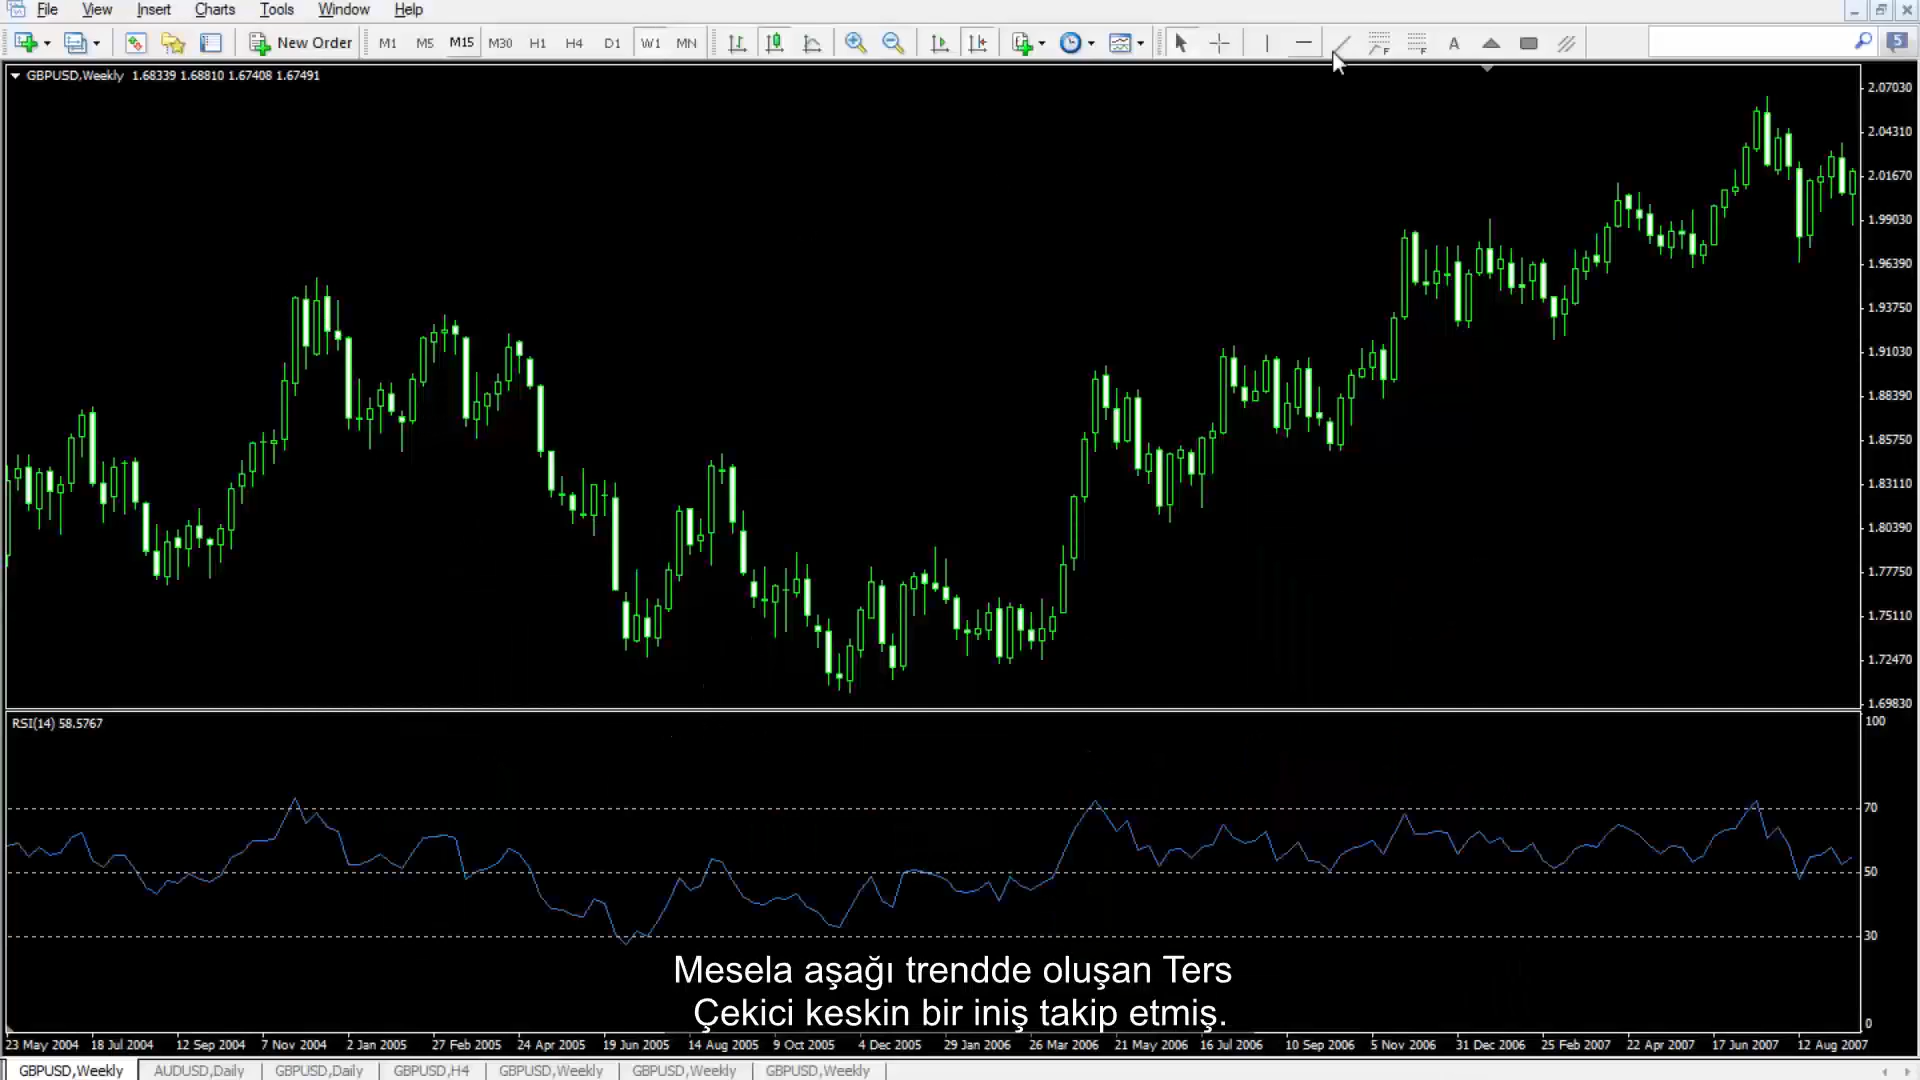 File View Insert Charts Tools Window Help
New Order M1 M5 M15 M30 H1 H4 D1 W1 MN A 5
GBPUSD,Weekly 1.68339 1.68810 1.67408 1.67491
2.07030
2.04310
2.01670
1.99030
1.96390
1.93750
1.91030
1.88390
1.85750
1.83110
1.80390
1.77750
1.75110
1.72470
1.69830
RSI(14) 58.5767
100
70
50
30
0
Mesela aşağı trendde oluşan Ters
Çekici keskin bir iniş takip etmiş.
23 May 2004 18 Jul 2004 12 Sep 2004 7 Nov 2004 2 Jan 2005 27 Feb 2005 24 Apr 2005 19 Jun 2005 14 Aug 2005 9 Oct 2005 4 Dec 2005 29 Jan 2006 26 Mar 2006 21 May 2006 16 Jul 2006 10 Sep 2006 5 Nov 2006 31 Dec 2006 25 Feb 2007 22 Apr 2007 17 Jun 2007 12 Aug 2007
GBPUSD,Weekly AUDUSD,Daily GBPUSD,Daily GBPUSD,H4 GBPUSD,Weekly GBPUSD,Weekly GBPUSD,Weekly